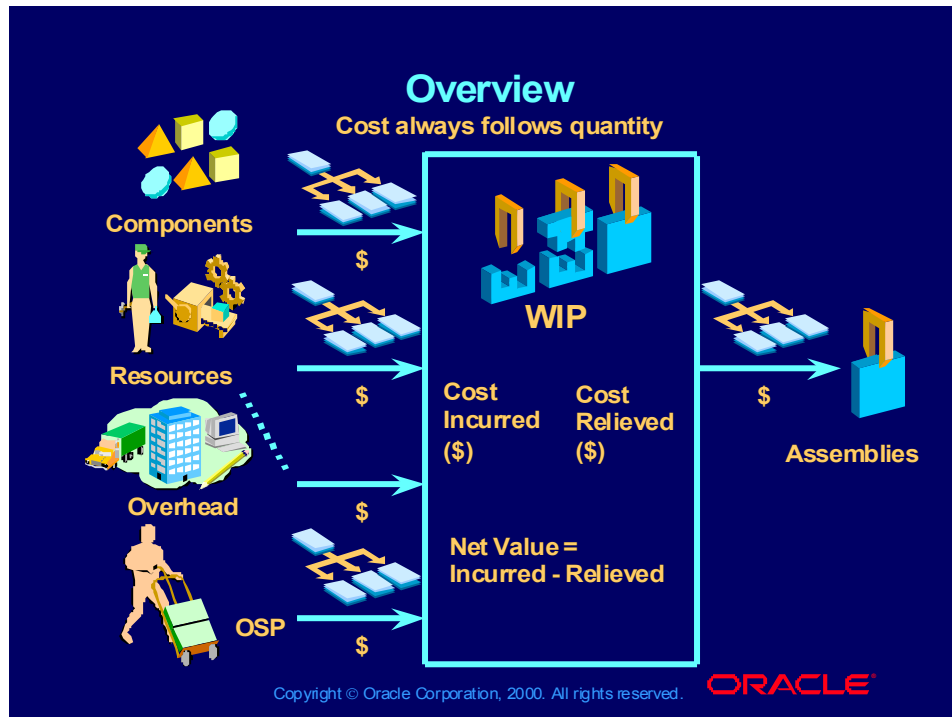 Overview
Cost always follows quantity
Components
$
Resources
$
Overhead
$
OSP
$
WIP
Cost
Incurred
($)
Cost
Relieved
($)
Net Value =
Incurred - Relieved
$
Assemblies
Copyright © Oracle Corporation, 2000. All rights reserved.
ORACLE®